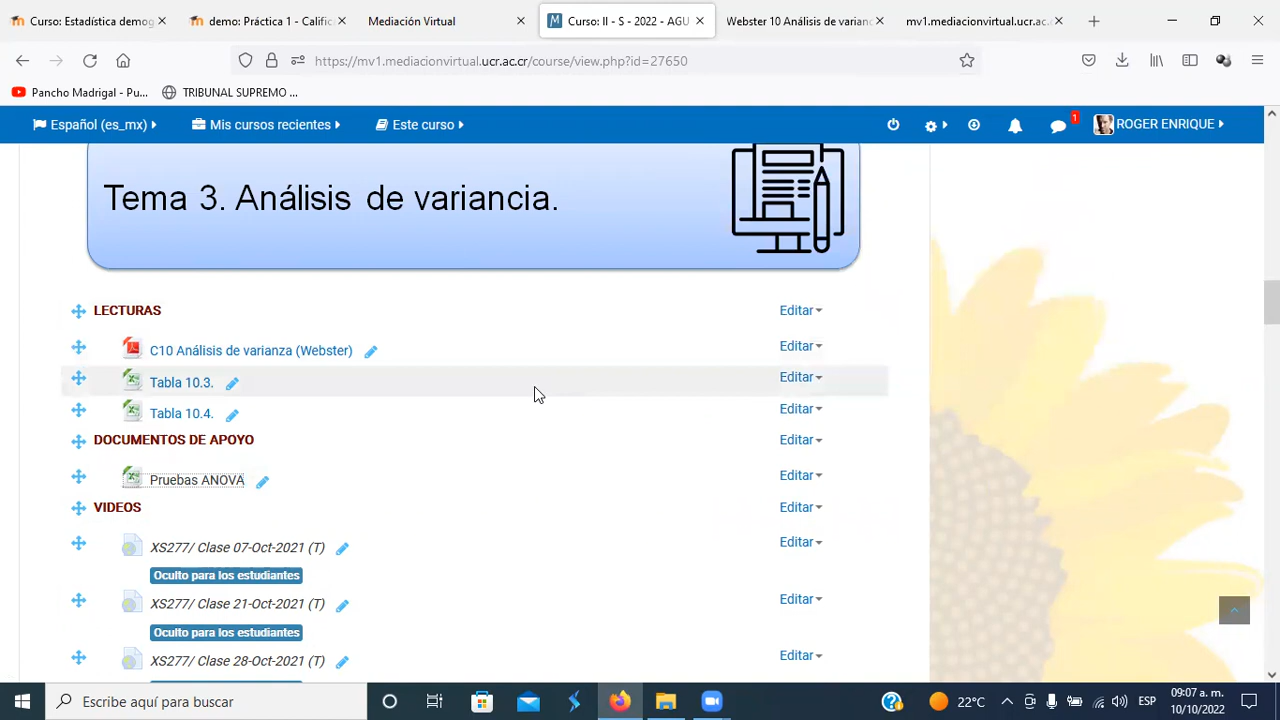 Curso: Estadística demog
demo: Práctica 1 - Calific
Mediación Virtual
Curso: II - S - 2022 - AGU
Webster 10 Análisis de varian
mv1.mediacionvirtual.ucr.ac.
https://mv1.mediacionvirtual.ucr.ac.cr/course/view.php?id=27650
Pancho Madrigal - Pu...
TRIBUNAL SUPREMO ...
Español (es_mx)
Mis cursos recientes
Este curso
1
ROGER ENRIQUE
Tema 3. Análisis de variancia.
LECTURAS
Editar
C10 Análisis de varianza (Webster)
Editar
Tabla 10.3.
Editar
Tabla 10.4.
Editar
DOCUMENTOS DE APOYO
Editar
Pruebas ANOVA
Editar
VIDEOS
Editar
XS277/ Clase 07-Oct-2021 (T)
Editar
Oculto para los estudiantes
XS277/ Clase 21-Oct-2021 (T)
Editar
Oculto para los estudiantes
XS277/ Clase 28-Oct-2021 (T)
Editar
Escribe aquí para buscar
22°C
ESP
09:07 a. m.
10/10/2022